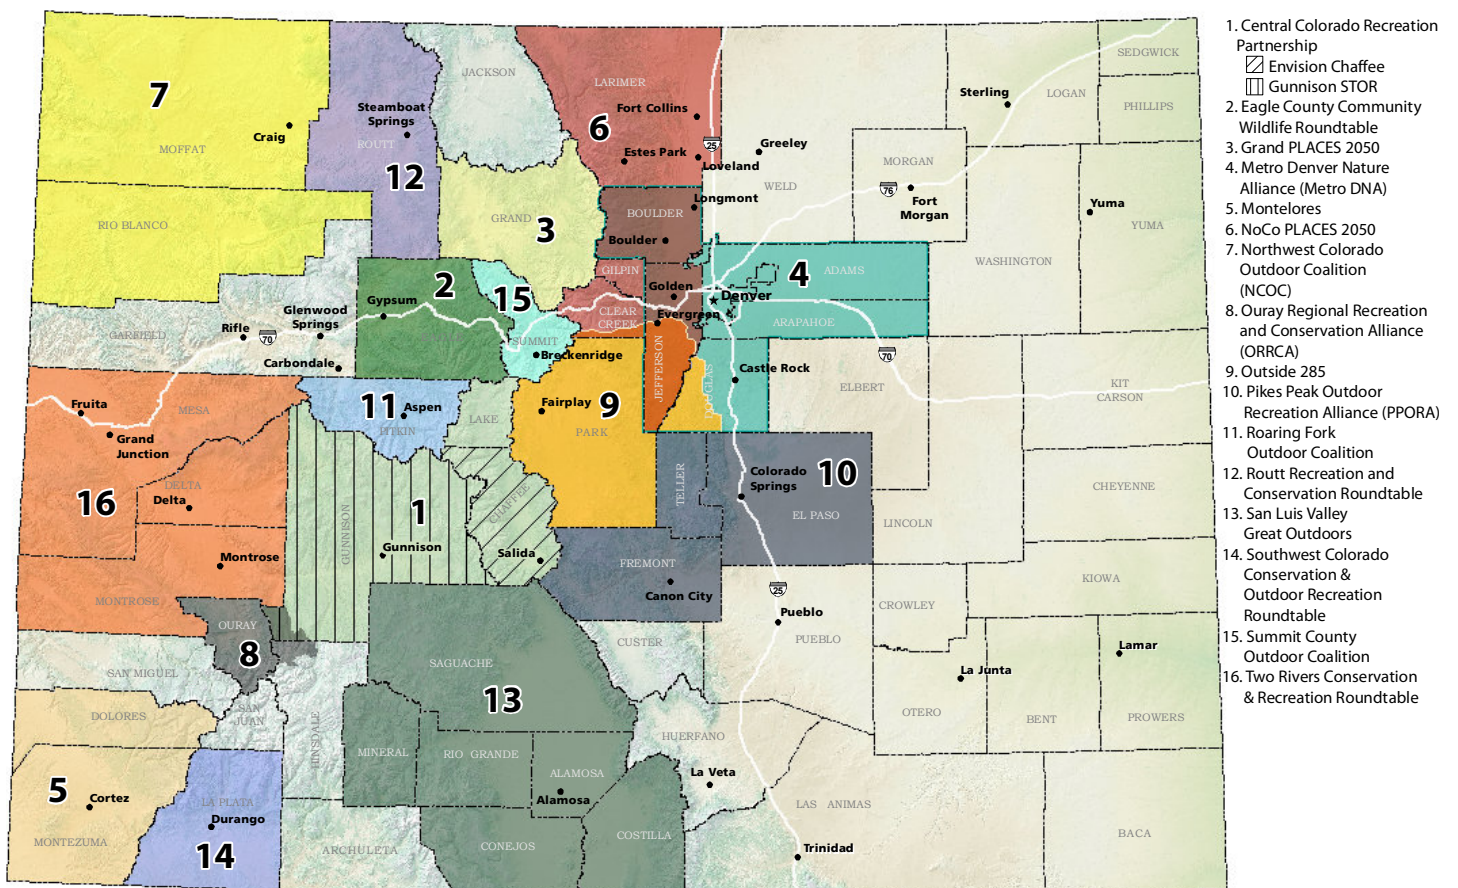 JACKSON
LARIMER
SEDGWICK
LOGAN
PHILLIPS
7
Craig
MOFFAT
Steamboat
Springs
ROUTT
12
Fort Collins
6
Estes Park
Loveland
25
Greeley
WELD
Sterling
MORGAN
76
Fort
Morgan
Yuma
YUMA
WASHINGTON
RIO BLANCO
GRAND
3
BOULDER
Longmont
Boulder
GILPIN
Golden
CLEAR
CREEK
Evergreen
Denver
4
ADAMS
ARAPAHOE
70
2
Gypsum
15
SUMMIT
Breckenridge
Glenwood
Springs
Rifle
70
GARFIELD
Carbondale
JEFFERSON
DOUGLAS
Castle Rock
ELBERT
KIT
CARSON
Fruita
MESA
Grand
Junction
11
Aspen
PITKIN
LAKE
Fairplay
9
PARK
16
DELTA
Delta
GUNNISON
1
CHAFFEE
Gunnison
Salida
TELLER
Colorado
Springs
10
EL PASO
LINCOLN
CHEYENNE
Montrose
MONTROSE
FREMONT
Canon City
25
Pueblo
PUEBLO
CROWLEY
KIOWA
OURAY
8
SAN MIGUEL
SAGUACHE
13
CUSTER
La Junta
Lamar
OTERO
BENT
PROWERS
DOLORES
SAN
JUAN
HINSDALE
MINERAL
RIO GRANDE
ALAMOSA
Alamosa
HUERFANO
La Veta
5
Cortez
MONTEZUMA
LA PLATA
Durango
14
ARCHULETA
CONEJOS
COSTILLA
LAS ANIMAS
Trinidad
BACA
1. Central Colorado Recreation
Partnership
Envision Chaffee
Gunnison STOR
2. Eagle County Community
Wildlife Roundtable
3. Grand PLACES 2050
4. Metro Denver Nature
Alliance (Metro DNA)
5. Montelores
6. NoCo PLACES 2050
7. Northwest Colorado
Outdoor Coalition
(NCOC)
8. Ouray Regional Recreation
and Conservation Alliance
(ORRCA)
9. Outside 285
10. Pikes Peak Outdoor
Recreation Alliance (PPORA)
11. Roaring Fork
Outdoor Coalition
12. Routt Recreation and
Conservation Roundtable
13. San Luis Valley
Great Outdoors
14. Southwest Colorado
Conservation &
Outdoor Recreation
Roundtable
15. Summit County
Outdoor Coalition
16. Two Rivers Conservation
& Recreation Roundtable